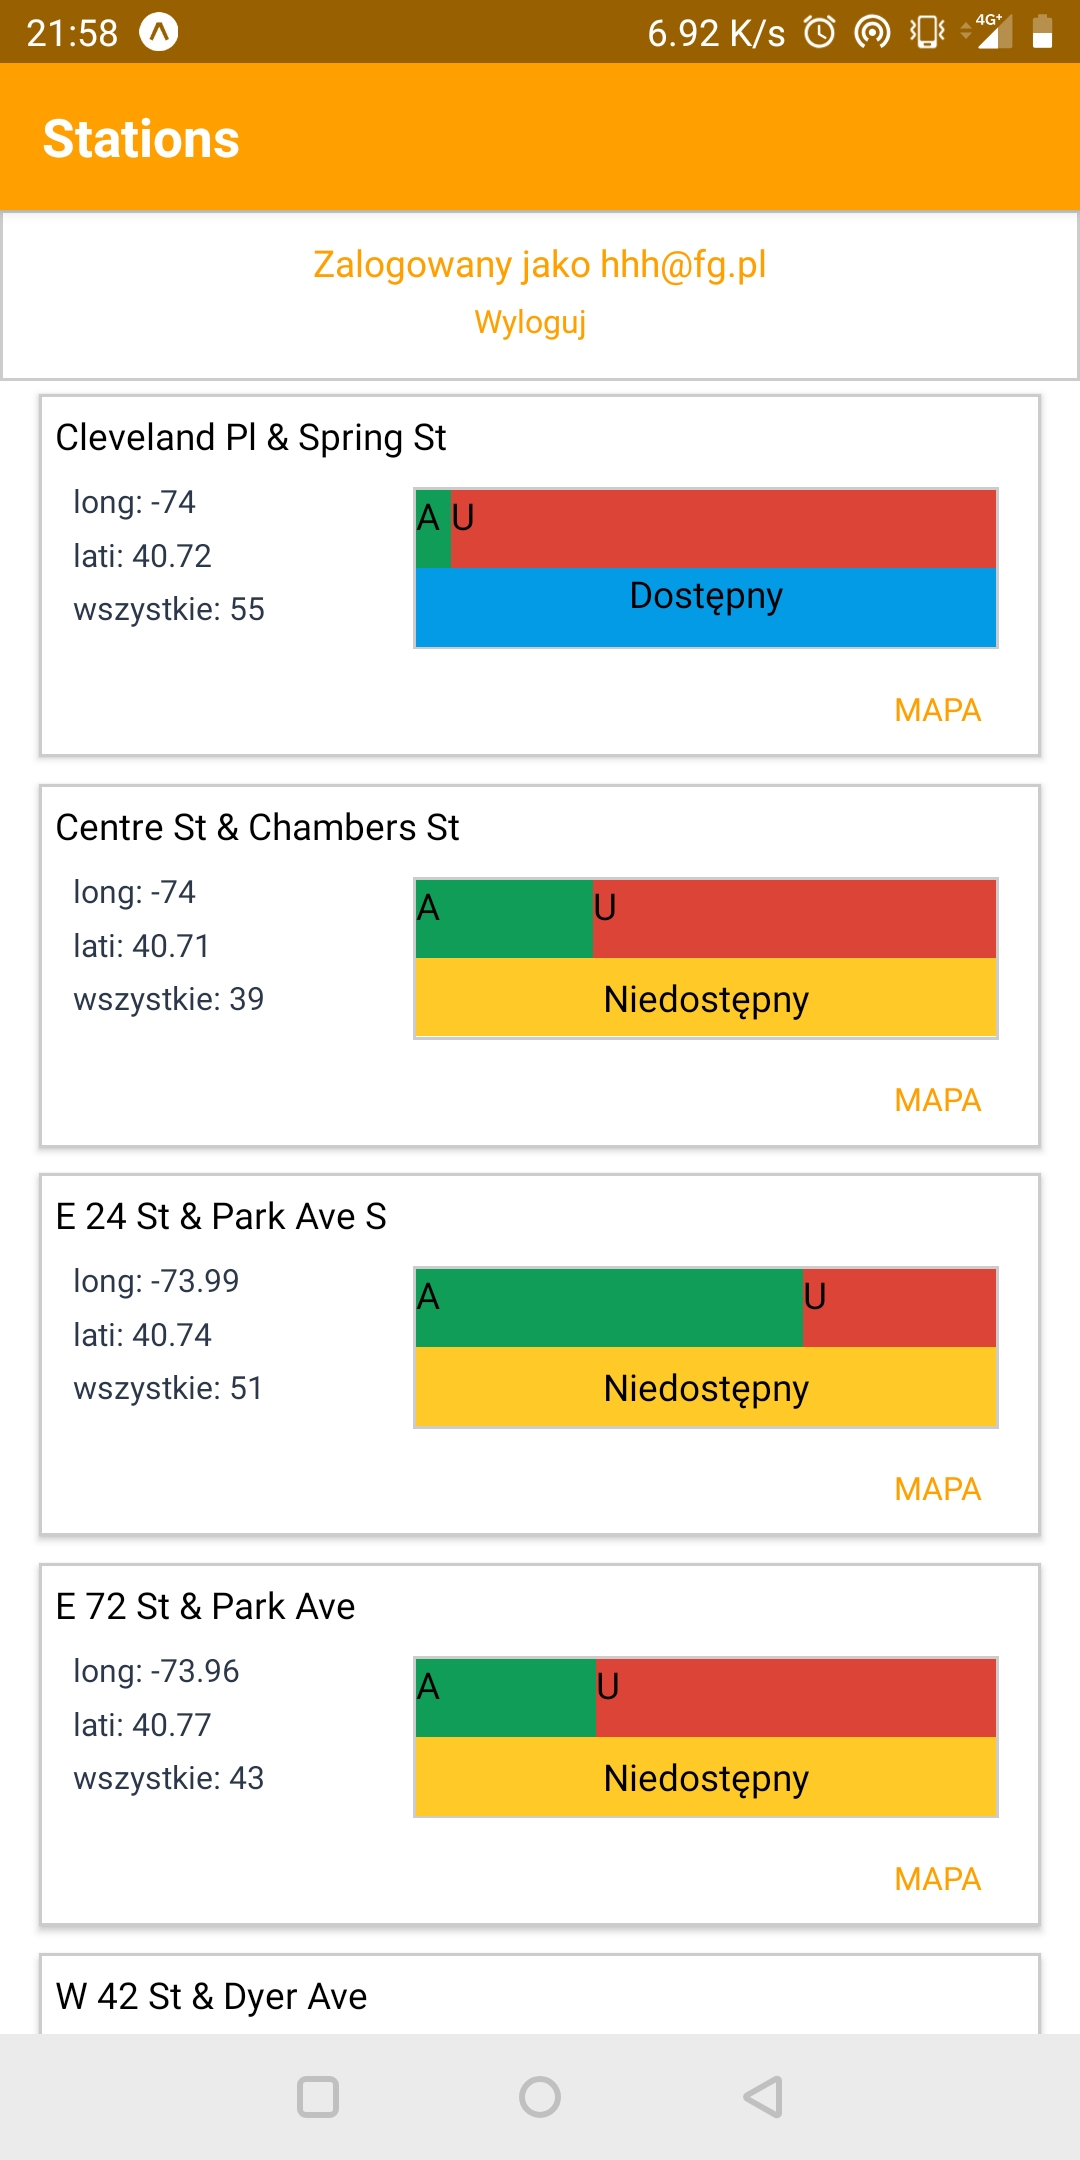 21:58 6.92 K/s 4G+
Stations
Zalogowany jako hhh@fg.pl
Wyloguj
Cleveland Pl & Spring St
long: -74
lati: 40.72
wszystkie: 55
A U
Dostępny
MAPA
Centre St & Chambers St
long: -74
lati: 40.71
wszystkie: 39
A U
Niedostępny
MAPA
E 24 St & Park Ave S
long: -73.99
lati: 40.74
wszystkie: 51
A U
Niedostępny
MAPA
E 72 St & Park Ave
long: -73.96
lati: 40.77
wszystkie: 43
A U
Niedostępny
MAPA
W 42 St & Dyer Ave